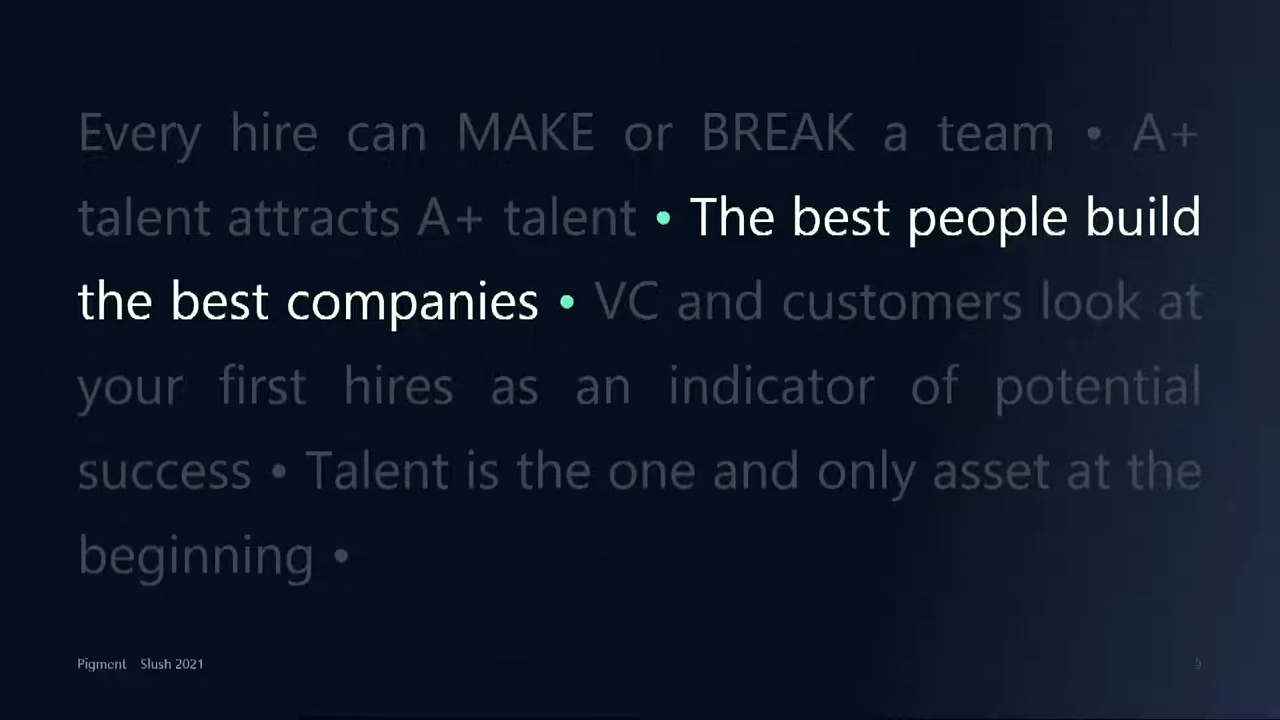 Every hire can MAKE or BREAK a team • A+
talent attracts A+ talent • The best people build
the best companies • VC and customers look at
your first hires as an indicator of potential
success • Talent is the one and only asset at the
beginning •
Pigment Slush 2021